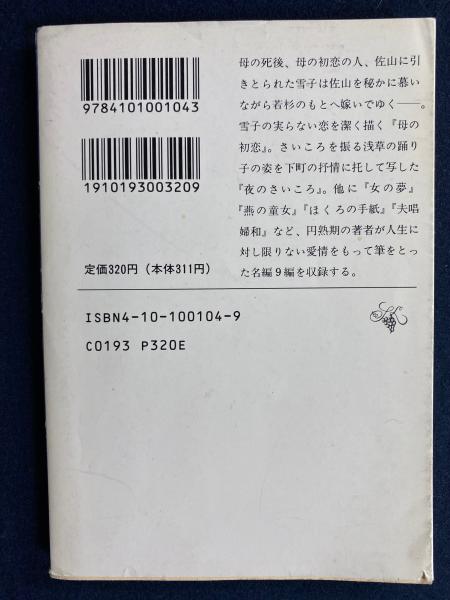 9784101001043
1910193003209
定価320円（本体311円）
母の死後、母の初恋の人、佐山に引
きとられた雪子は佐山を秘かに慕い
ながら若杉のもとへ嫁いでゆく――。
雪子の実らない恋を潔く描く『母の
初恋』。さいころを振る浅草の踊り
子の姿を下町の抒情に托して写した
『夜のさいころ』。他に『女の夢』
『燕の童女』『ほくろの手紙』『夫唱
婦和』など、円熟期の著者が人生に
対し限りない愛情をもって筆をとっ
た名編９編を収録する。
ISBN4-10-100104-9
C0193 P320E